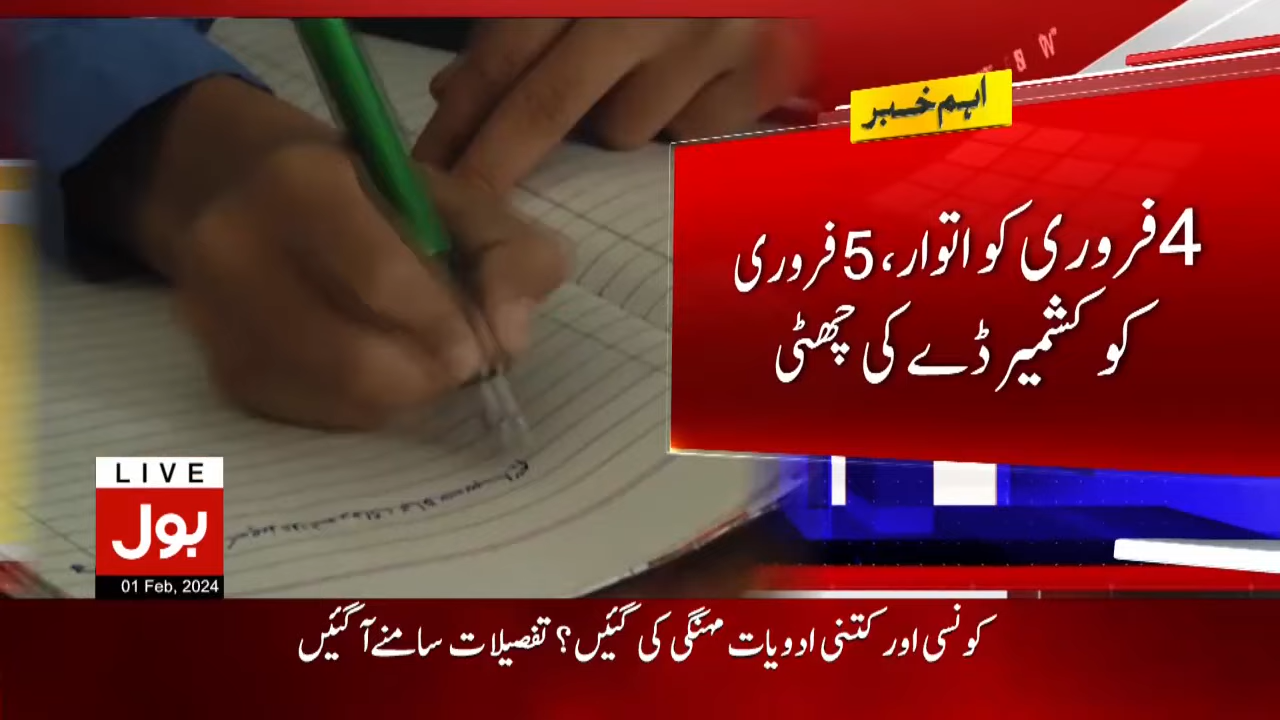 اہم خبر
4 فروری کو اتوار، 5 فروری
کو کشمیر ڈے کی چھٹی
LIVE
بول
01 Feb, 2024
کونسی اور کتنی ادویات مہنگی کی گئیں؟ تفصیلات سامنے آگئیں